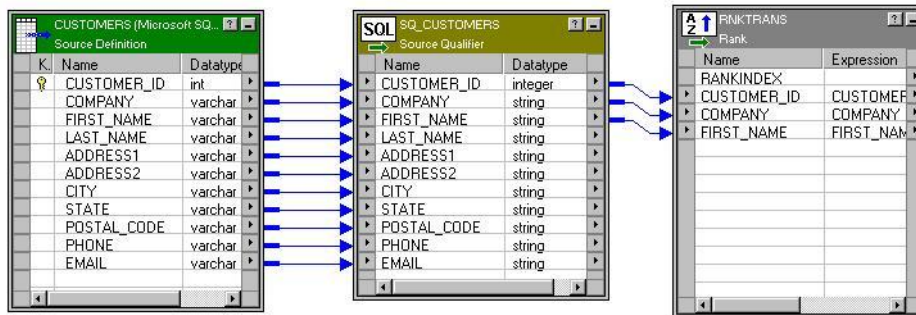 CUSTOMERS (Microsoft SQ...
Source Definition
K. Name Datatype
CUSTOMER_ID int
COMPANY varchar
FIRST_NAME varchar
LAST_NAME varchar
ADDRESS1 varchar
ADDRESS2 varchar
CITY varchar
STATE varchar
POSTAL_CODE varchar
PHONE varchar
EMAIL varchar
SQL SQ_CUSTOMERS
Source Qualifier
Name Datatype
CUSTOMER_ID integer
COMPANY string
FIRST_NAME string
LAST_NAME string
ADDRESS1 string
ADDRESS2 string
CITY string
STATE string
POSTAL_CODE string
PHONE string
EMAIL string
A Z RNKTRANS
Rank
Name Expression
RANKINDEX
CUSTOMER_ID CUSTOMER
COMPANY COMPANY
FIRST_NAME FIRST_NAM